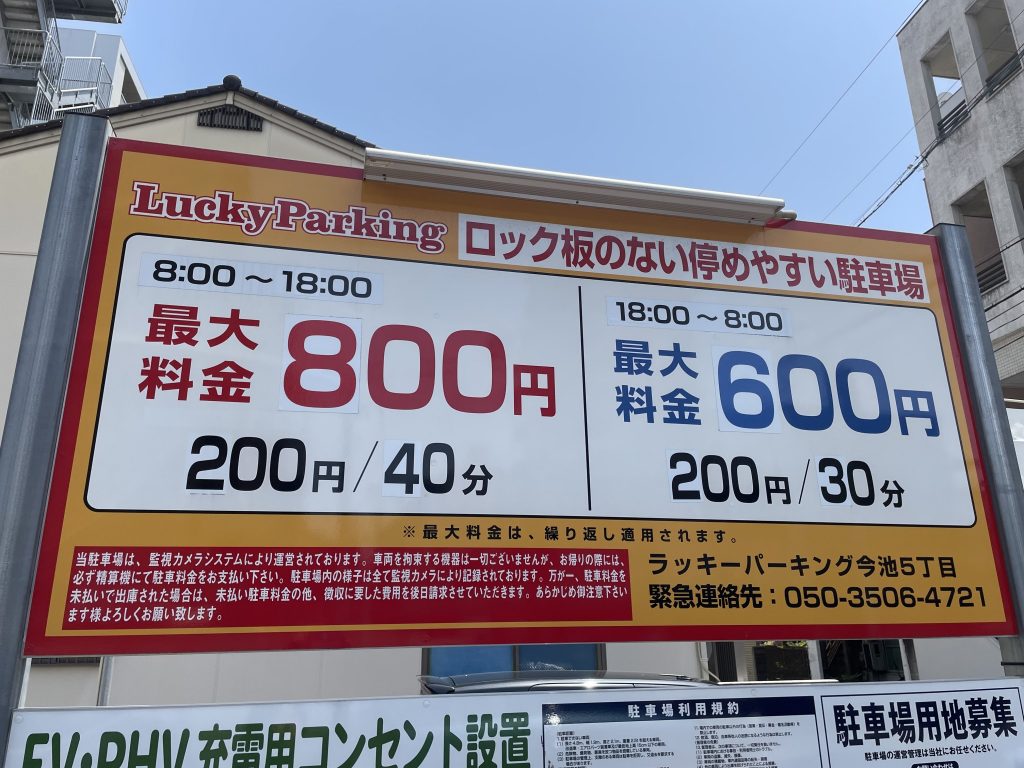 LuckyParking
ロック板のない停めやすい駐車場
8:00～18:00
最大
料金
800円
200円/40分
18:00～8:00
最大
料金
600円
200円/30分
※最大料金は、繰り返し適用されます。
当駐車場は、監視カメラシステムにより運営されております。車両を拘束する機器は一切ございませんが、お帰りの際には、
必ず精算機にて駐車料金をお支払い下さい。駐車場内の様子は全て監視カメラにより記録されております。万が一、駐車料金を
未払いで出庫された場合は、未払い駐車料金の他、徴収に要した費用を後日請求させていただきます。あらかじめ御注意下さい
ます様よろしくお願い致します。
ラッキーパーキング今池5丁目
緊急連絡先：050-3506-4721
EV・PHV 充電用コンセント設置
駐車場利用規約
駐車場用地募集
駐車場の運営管理は当社にお任せください。